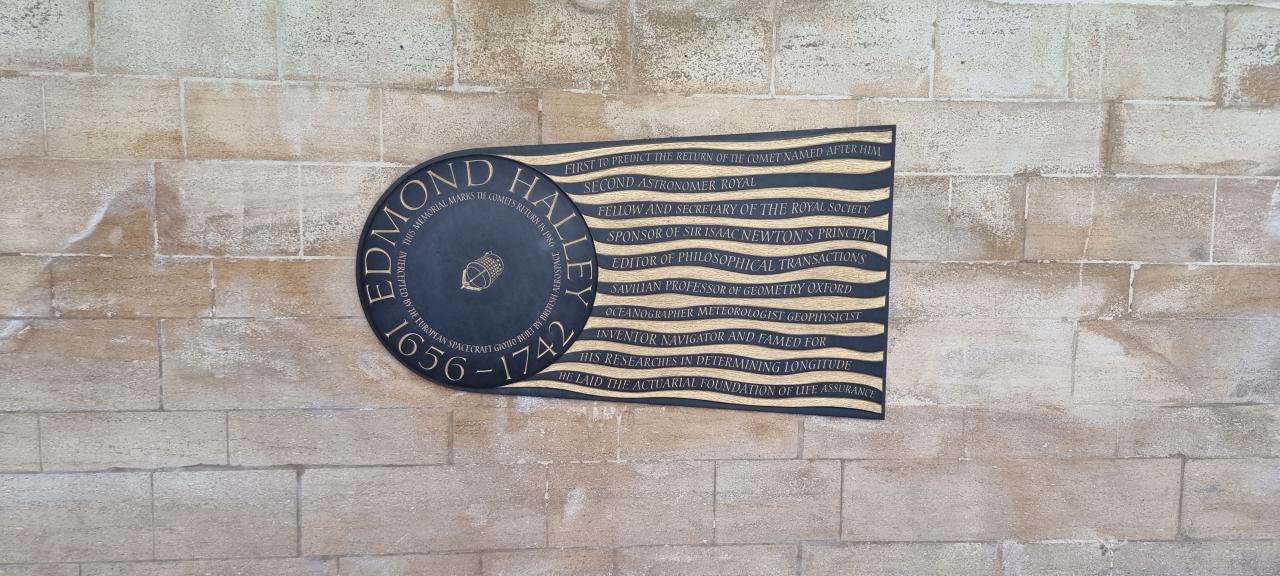 EDMOND HALLEY
THIS MEMORIAL MARKS THE COMET'S RETURN IN 1986
INTERCEPTED BY THE EUROPEAN SPACECRAFT GIOTTO BUILT BY BRITISH AEROSPACE
1656-1742
FIRST TO PREDICT THE RETURN OF THE COMET NAMED AFTER HIM
SECOND ASTRONOMER ROYAL
FELLOW AND SECRETARY OF THE ROYAL SOCIETY
SPONSOR OF SIR ISAAC NEWTON'S PRINCIPIA
EDITOR OF PHILOSOPHICAL TRANSACTIONS
SAVILIAN PROFESSOR OF GEOMETRY OXFORD
OCEANOGRAPHER METEOROLOGIST GEOPHYSICIST
INVENTOR NAVIGATOR AND FAMED FOR
HIS RESEARCHES IN DETERMINING LONGITUDE
HE LAID THE ACTUARIAL FOUNDATION OF LIFE ASSURANCE